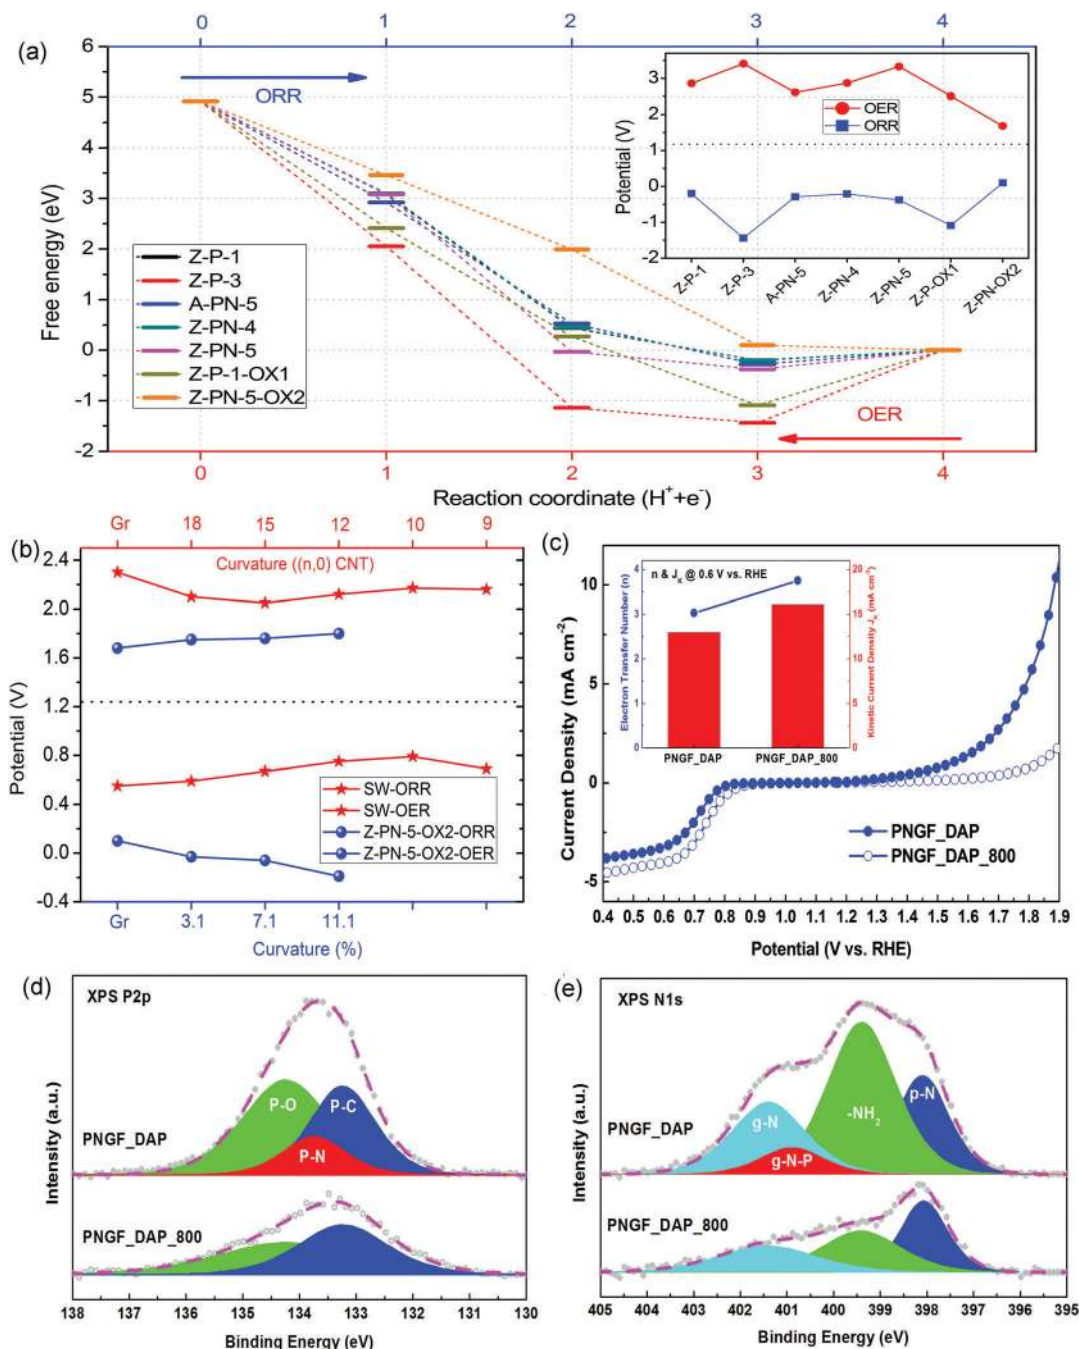 (a)
0 1 2 3 4
6
5
4
3
2
1
0
-1
-2
Free energy (eV)
ORR
OER
Z-P-1
Z-P-3
A-PN-5
Z-PN-4
Z-PN-5
Z-P-1-OX1
Z-PN-5-OX2
0 1 2 3 4
Reaction coordinate (H⁺+e⁻)
3
2
1
0
-1
-2
Potential (V)
OER
ORR
Z-P-1
Z-P-3
A-PN-5
Z-PN-4
Z-PN-5
Z-P-OX1
Z-PN-OX2
(b)
Gr 18 15 12 10 9
Curvature ((n,0) CNT)
2.4
2.0
1.6
1.2
0.8
0.4
0.0
-0.4
Potential (V)
SW-ORR
SW-OER
Z-PN-5-OX2-ORR
Z-PN-5-OX2-OER
Gr 3.1 7.1 11.1
Curvature (%)
(c)
10
5
0
-5
Current Density (mA cm⁻²)
n & J_K @ 0.6 V vs. RHE
4
3
2
1
0
Electron Transfer Number (n)
20
15
10
5
0
Kinetic Current Density J_K (mA cm⁻²)
PNGF_DAP PNGF_DAP_800
PNGF_DAP
PNGF_DAP_800
0.4 0.5 0.6 0.7 0.8 0.9 1.0 1.1 1.2 1.3 1.4 1.5 1.6 1.7 1.8 1.9
Potential (V vs. RHE)
(d)
XPS P2p
Intensity (a.u.)
P-O
P-C
P-N
PNGF_DAP
PNGF_DAP_800
138 137 136 135 134 133 132 131 130
Binding Energy (eV)
(e)
XPS N1s
Intensity (a.u.)
p-N
-NH₂
g-N
g-N-P
PNGF_DAP
PNGF_DAP_800
405 404 403 402 401 400 399 398 397 396 395
Binding Energy (eV)